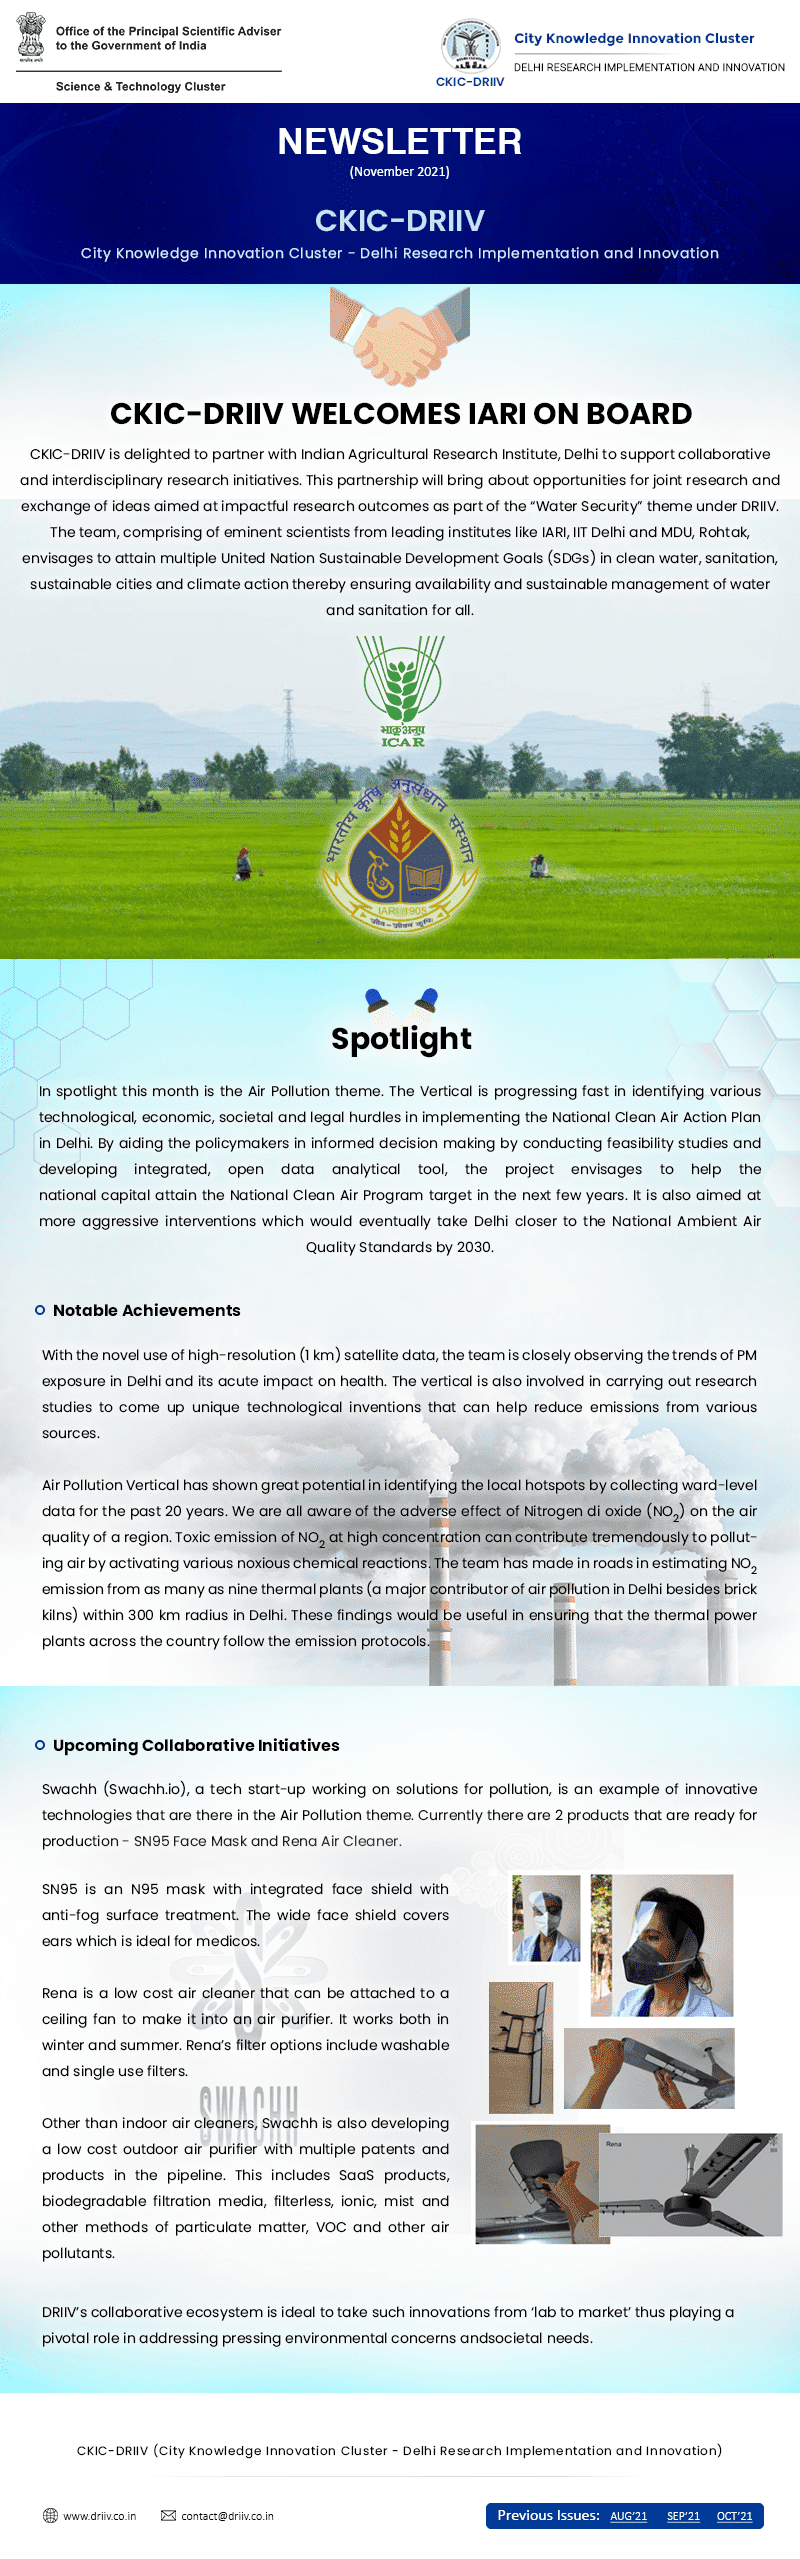 Office of the Principal Scientific Adviser
to the Government of India
Science & Technology Cluster
CKIC-DRIIV
City Knowledge Innovation Cluster
DELHI RESEARCH IMPLEMENTATION AND INNOVATION
NEWSLETTER
(November 2021)
CKIC-DRIIV
City Knowledge Innovation Cluster - Delhi Research Implementation and Innovation
CKIC-DRIIV WELCOMES IARI ON BOARD
CKIC-DRIIV is delighted to partner with Indian Agricultural Research Institute, Delhi to support collaborative
and interdisciplinary research initiatives. This partnership will bring about opportunities for joint research and
exchange of ideas aimed at impactful research outcomes as part of the “Water Security” theme under DRIIV.
The team, comprising of eminent scientists from leading institutes like IARI, IIT Delhi and MDU, Rohtak,
envisages to attain multiple United Nation Sustainable Development Goals (SDGs) in clean water, sanitation,
sustainable cities and climate action thereby ensuring availability and sustainable management of water
and sanitation for all.
भाकृअनुप
ICAR
भारतीय कृषि अनुसंधान संस्थान
IARI 1905
Spotlight
In spotlight this month is the Air Pollution theme. The Vertical is progressing fast in identifying various
technological, economic, societal and legal hurdles in implementing the National Clean Air Action Plan
in Delhi. By aiding the policymakers in informed decision making by conducting feasibility studies and
developing integrated, open data analytical tool, the project envisages to help the
national capital attain the National Clean Air Program target in the next few years. It is also aimed at
more aggressive interventions which would eventually take Delhi closer to the National Ambient Air
Quality Standards by 2030.
Notable Achievements
With the novel use of high-resolution (1 km) satellite data, the team is closely observing the trends of PM
exposure in Delhi and its acute impact on health. The vertical is also involved in carrying out research
studies to come up unique technological inventions that can help reduce emissions from various
sources.
Air Pollution Vertical has shown great potential in identifying the local hotspots by collecting ward-level
data for the past 20 years. We are all aware of the adverse effect of Nitrogen di oxide (NO2) on the air
quality of a region. Toxic emission of NO2 at high concentration can contribute tremendously to pollut-
ing air by activating various noxious chemical reactions. The team has made in roads in estimating NO2
emission from as many as nine thermal plants (a major contributor of air pollution in Delhi besides brick
kilns) within 300 km radius in Delhi. These findings would be useful in ensuring that the thermal power
plants across the country follow the emission protocols.
Upcoming Collaborative Initiatives
Swachh (Swachh.io), a tech start-up working on solutions for pollution, is an example of innovative
technologies that are there in the Air Pollution theme. Currently there are 2 products that are ready for
production - SN95 Face Mask and Rena Air Cleaner.
SN95 is an N95 mask with integrated face shield with
anti-fog surface treatment. The wide face shield covers
ears which is ideal for medicos.
Rena is a low cost air cleaner that can be attached to a
ceiling fan to make it into an air purifier. It works both in
winter and summer. Rena’s filter options include washable
and single use filters.
SWACHH
Other than indoor air cleaners, Swachh is also developing
a low cost outdoor air purifier with multiple patents and
products in the pipeline. This includes SaaS products,
biodegradable filtration media, filterless, ionic, mist and
other methods of particulate matter, VOC and other air
pollutants.
Rena
DRIIV’s collaborative ecosystem is ideal to take such innovations from ‘lab to market’ thus playing a
pivotal role in addressing pressing environmental concerns andsocietal needs.
CKIC-DRIIV (City Knowledge Innovation Cluster - Delhi Research Implementation and Innovation)
www.driiv.co.in contact@driiv.co.in
Previous Issues: AUG’21 SEP’21 OCT’21